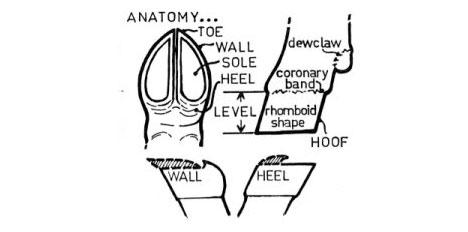 ANATOMY...
TOE
WALL
SOLE
HEEL
LEVEL
dewclaw
coronary
band
rhomboid
shape
HOOF
WALL
HEEL